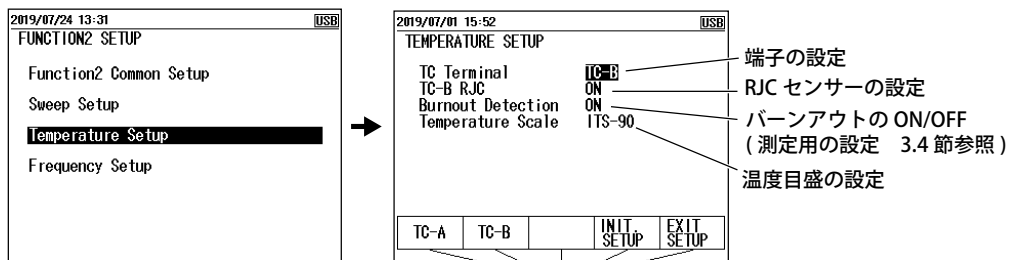 2019/07/24 13:31 USB
FUNCTION2 SETUP
Function2 Common Setup
Sweep Setup
Temperature Setup
Frequency Setup
2019/07/01 15:52 USB
TEMPERATURE SETUP
TC Terminal TC-B
TC-B RJC ON
Burnout Detection ON
Temperature Scale ITS-90
TC-A TC-B INIT. SETUP EXIT SETUP
端子の設定
RJC センサーの設定
バーンアウトの ON/OFF
( 測定用の設定 3.4 節参照 )
温度目盛の設定